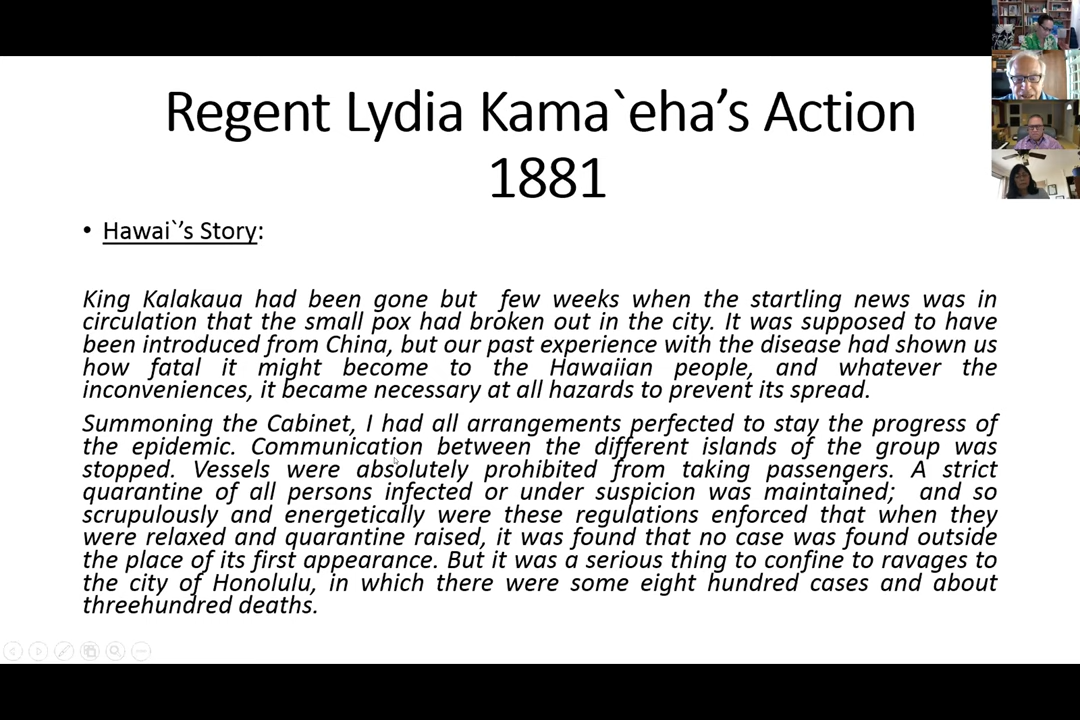 Regent Lydia Kama`eha’s Action
1881
• Hawai`’s Story:
King Kalakaua had been gone but few weeks when the startling news was in
circulation that the small pox had broken out in the city. It was supposed to have
been introduced from China, but our past experience with the disease had shown us
how fatal it might become to the Hawaiian people, and whatever the
inconveniences, it became necessary at all hazards to prevent its spread.
Summoning the Cabinet, I had all arrangements perfected to stay the progress of
the epidemic. Communication between the different islands of the group was
stopped. Vessels were absolutely prohibited from taking passengers. A strict
quarantine of all persons infected or under suspicion was maintained; and so
scrupulously and energetically were these regulations enforced that when they
were relaxed and quarantine raised, it was found that no case was found outside
the place of its first appearance. But it was a serious thing to confine to ravages to
the city of Honolulu, in which there were some eight hundred cases and about
threehundred deaths.